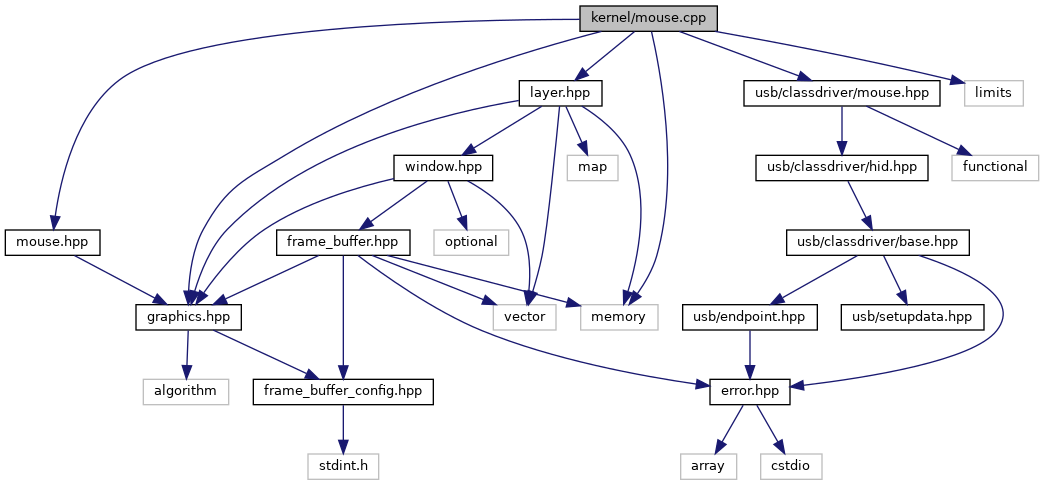 kernel/mouse.cpp
layer.hpp
usb/classdriver/mouse.hpp
limits
window.hpp
map
usb/classdriver/hid.hpp
functional
mouse.hpp
frame_buffer.hpp
optional
usb/classdriver/base.hpp
graphics.hpp
vector
memory
usb/endpoint.hpp
usb/setupdata.hpp
algorithm
frame_buffer_config.hpp
error.hpp
stdint.h
array
cstdio